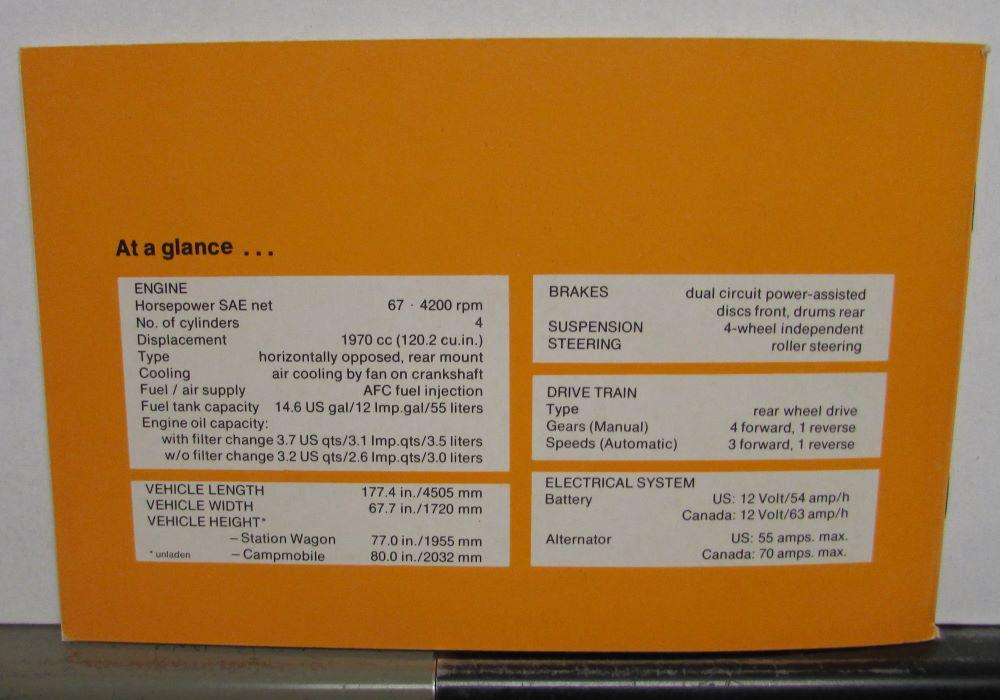 At a glance ...
ENGINE
Horsepower SAE net 67 · 4200 rpm
No. of cylinders 4
Displacement 1970 cc (120.2 cu.in.)
Type horizontally opposed, rear mount
Cooling air cooling by fan on crankshaft
Fuel / air supply AFC fuel injection
Fuel tank capacity 14.6 US gal/12 Imp.gal/55 liters
Engine oil capacity:
with filter change 3.7 US qts/3.1 Imp.qts/3.5 liters
w/o filter change 3.2 US qts/2.6 Imp.qts/3.0 liters
VEHICLE LENGTH 177.4 in./4505 mm
VEHICLE WIDTH 67.7 in./1720 mm
VEHICLE HEIGHT*
– Station Wagon 77.0 in./1955 mm
* unladen – Campmobile 80.0 in./2032 mm
BRAKES dual circuit power-assisted
discs front, drums rear
SUSPENSION 4-wheel independent
STEERING roller steering
DRIVE TRAIN
Type rear wheel drive
Gears (Manual) 4 forward, 1 reverse
Speeds (Automatic) 3 forward, 1 reverse
ELECTRICAL SYSTEM
Battery US: 12 Volt/54 amp/h
Canada: 12 Volt/63 amp/h
Alternator US: 55 amps. max.
Canada: 70 amps. max.